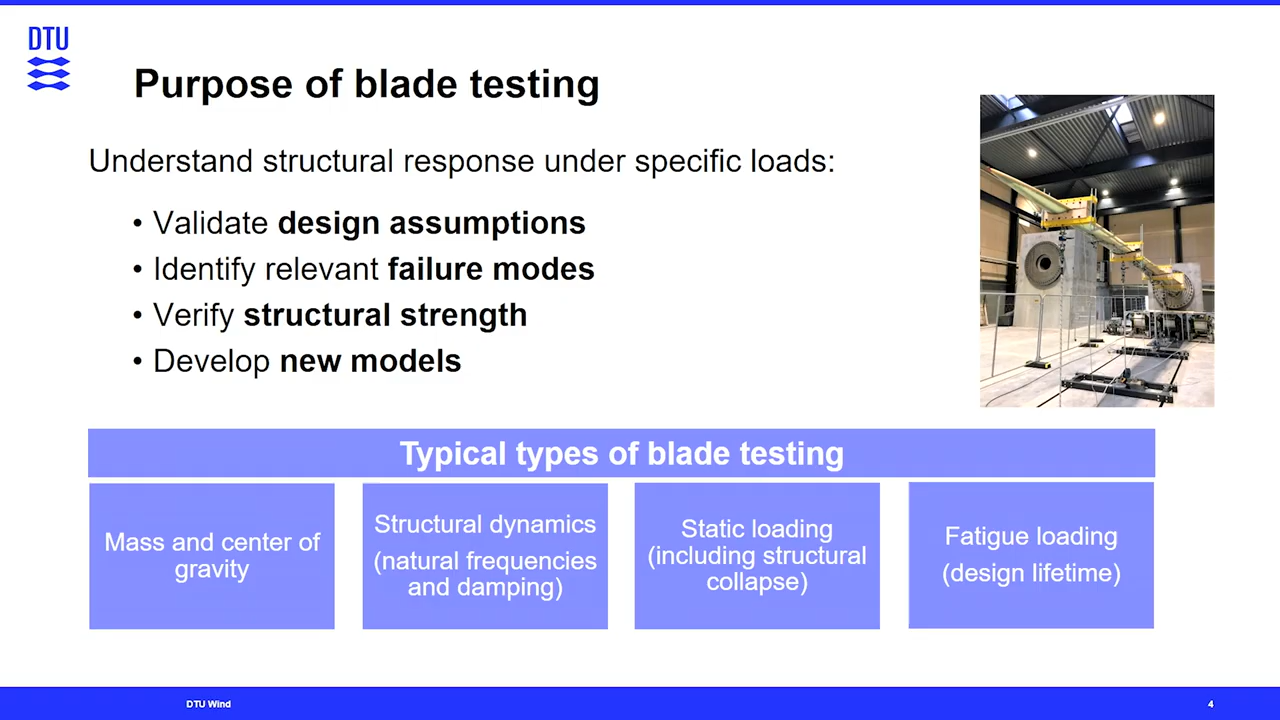 DTU
Purpose of blade testing
Understand structural response under specific loads:
• Validate design assumptions
• Identify relevant failure modes
• Verify structural strength
• Develop new models
Typical types of blade testing
Mass and center of
gravity
Structural dynamics
(natural frequencies
and damping)
Static loading
(including structural
collapse)
Fatigue loading
(design lifetime)
DTU Wind
4